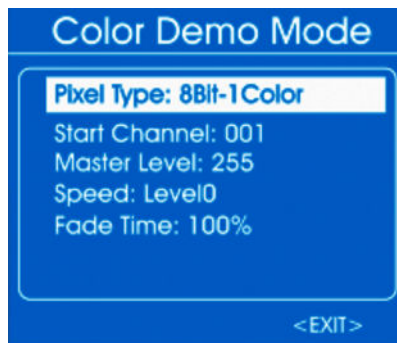 Color Demo Mode
Pixel Type: 8Bit-1Color
Start Channel: 001
Master Level: 255
Speed: Level0
Fade Time: 100%
<EXIT>